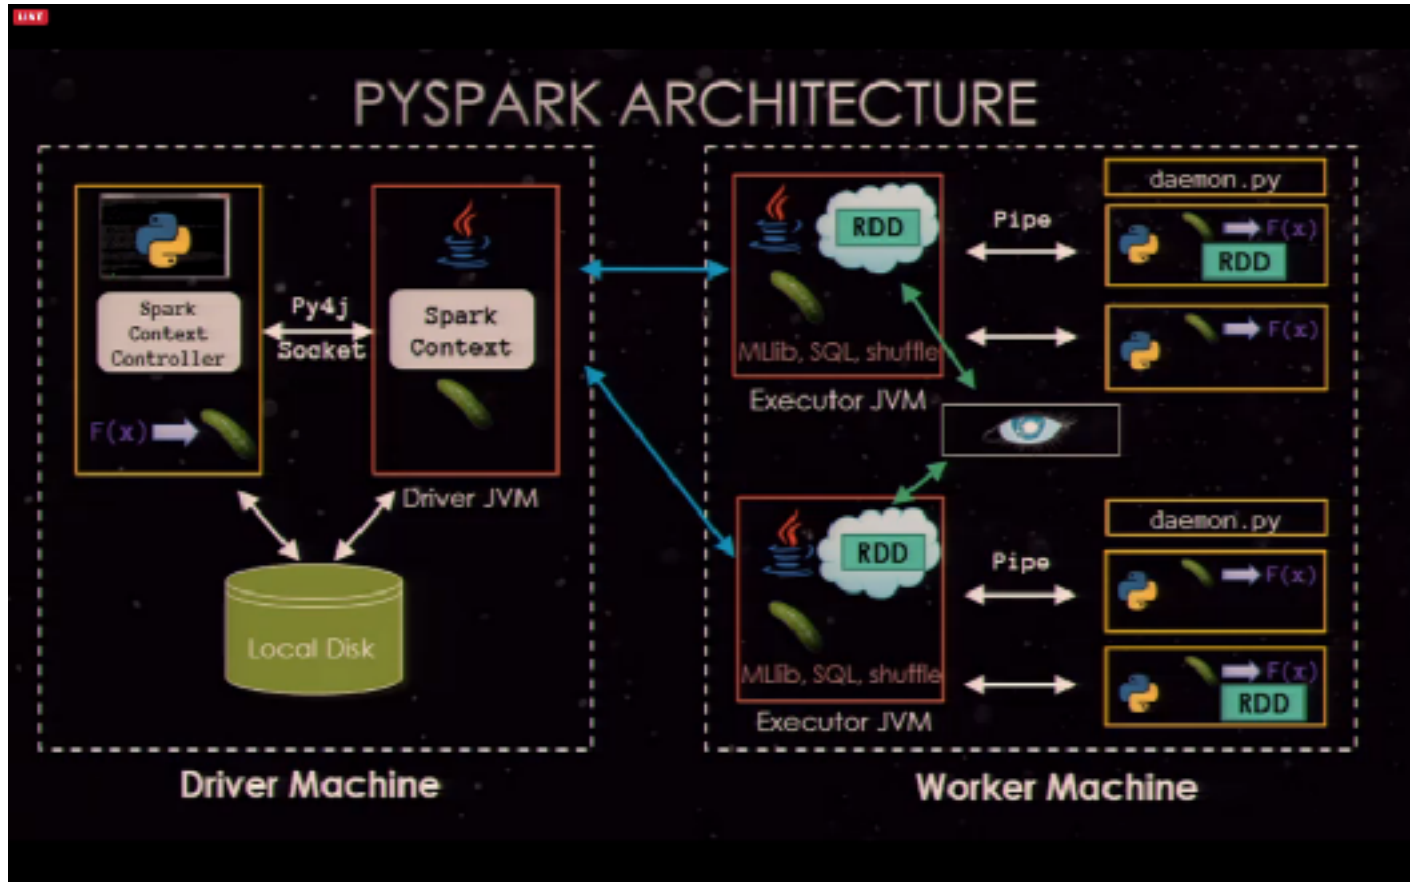 LIVE
PYSPARK ARCHITECTURE
Spark
Context
Controller
F(x)
Py4j
Socket
Spark
Context
Driver JVM
Local Disk
Driver Machine
RDD
MLlib, SQL, shuffle
Executor JVM
Pipe
daemon.py
F(x)
RDD
F(x)
RDD
MLlib, SQL, shuffle
Executor JVM
Pipe
daemon.py
F(x)
F(x)
RDD
Worker Machine